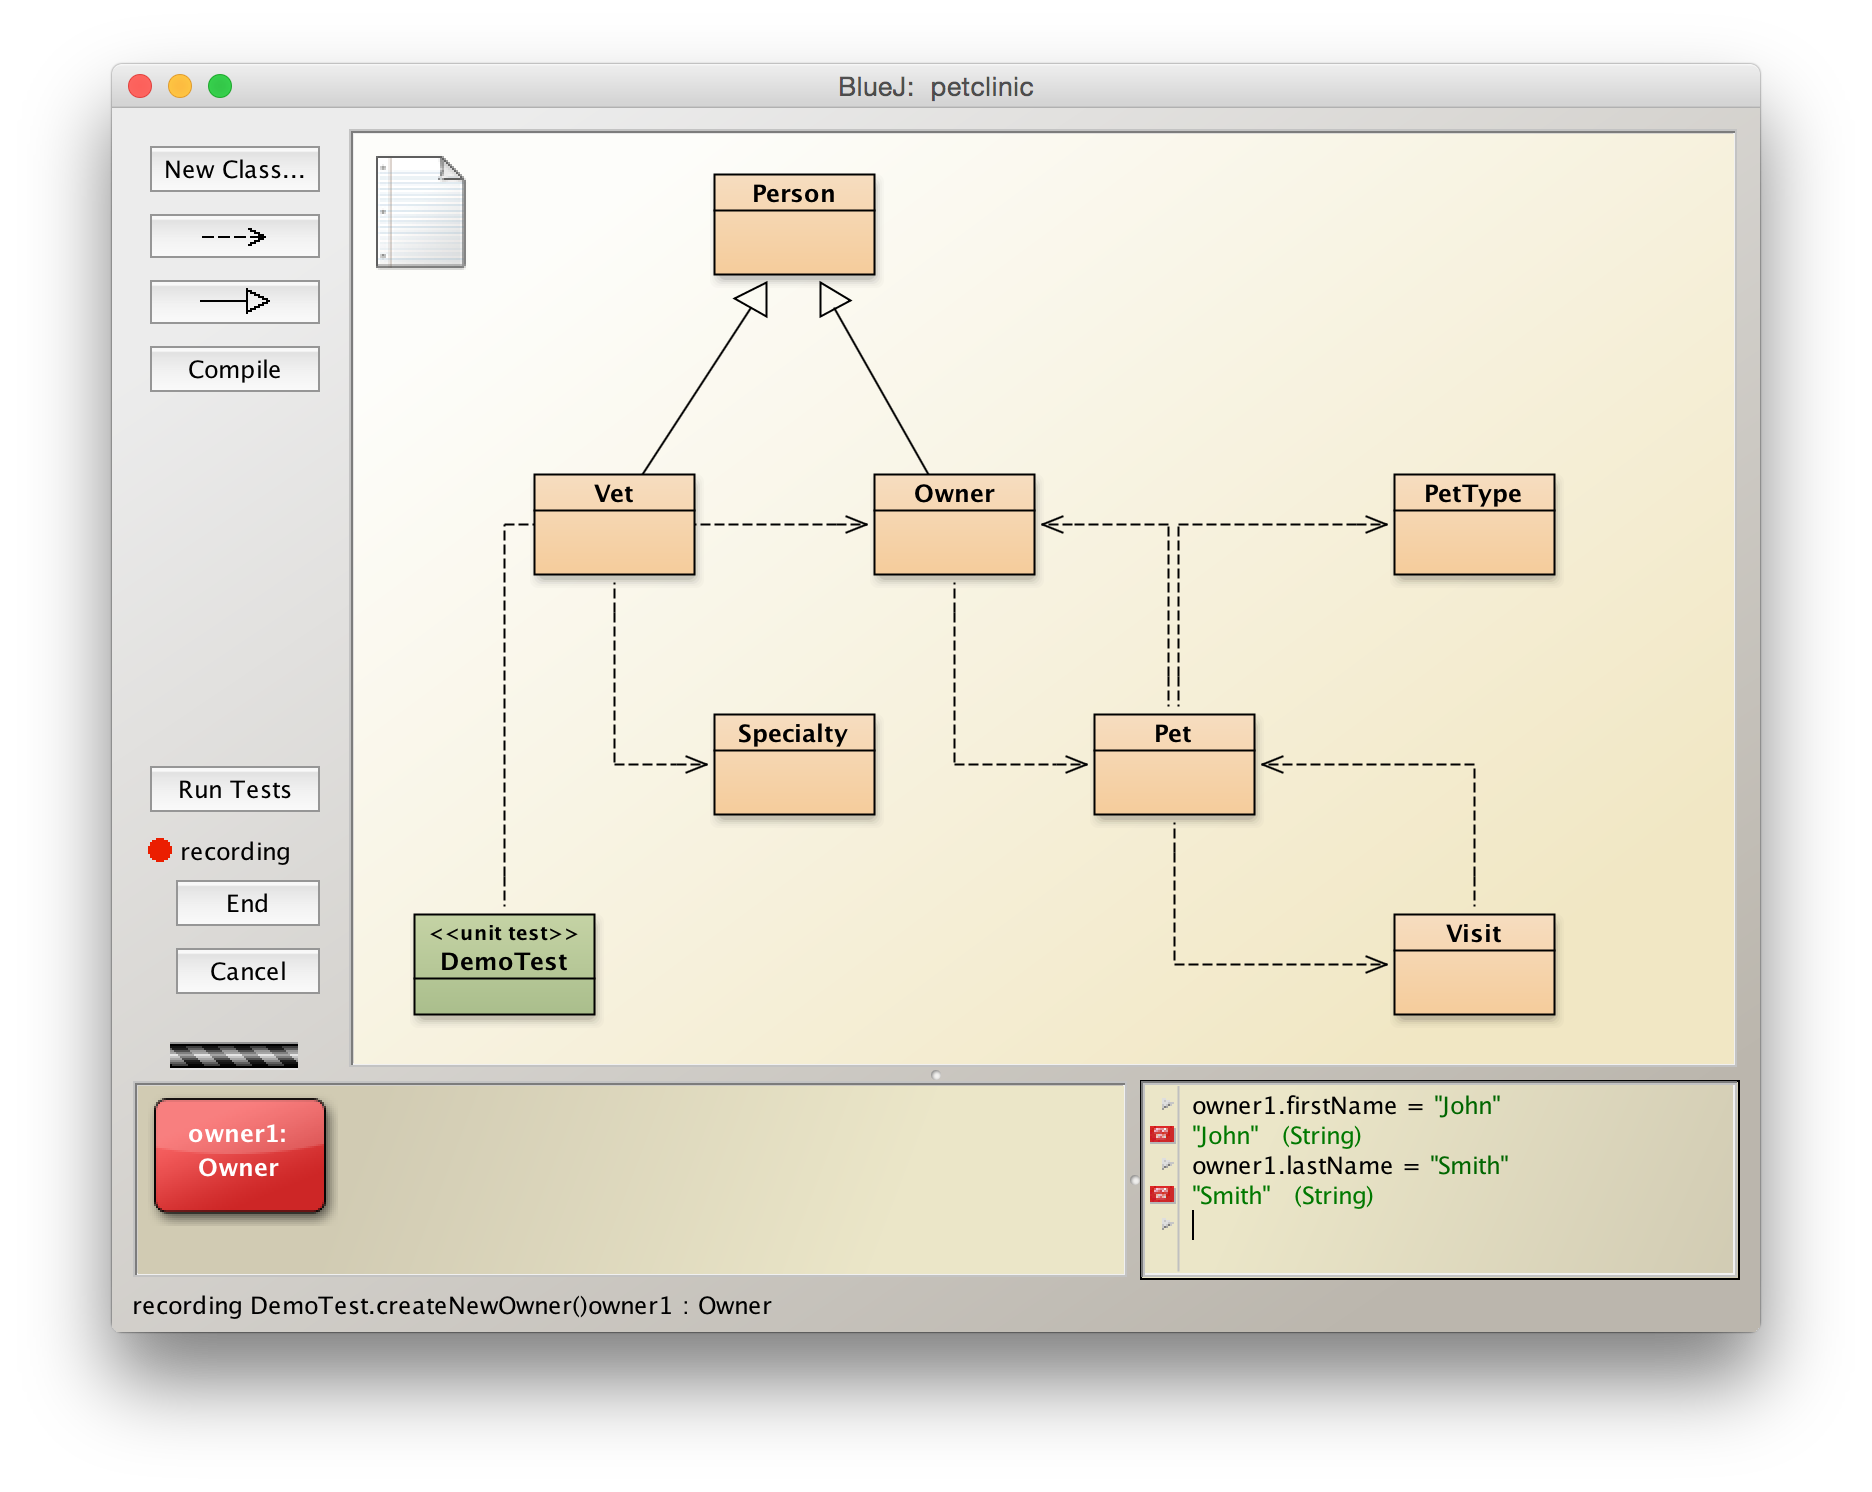 BlueJ:  petclinic
New Class...
Compile
Run Tests
recording
End
Cancel
Person
Vet
Owner
PetType
Specialty
Pet
<<unit test>>
DemoTest
Visit
owner1:
Owner
owner1.firstName = "John"
"John"   (String)
owner1.lastName = "Smith"
"Smith"   (String)
recording DemoTest.createNewOwner()owner1 : Owner